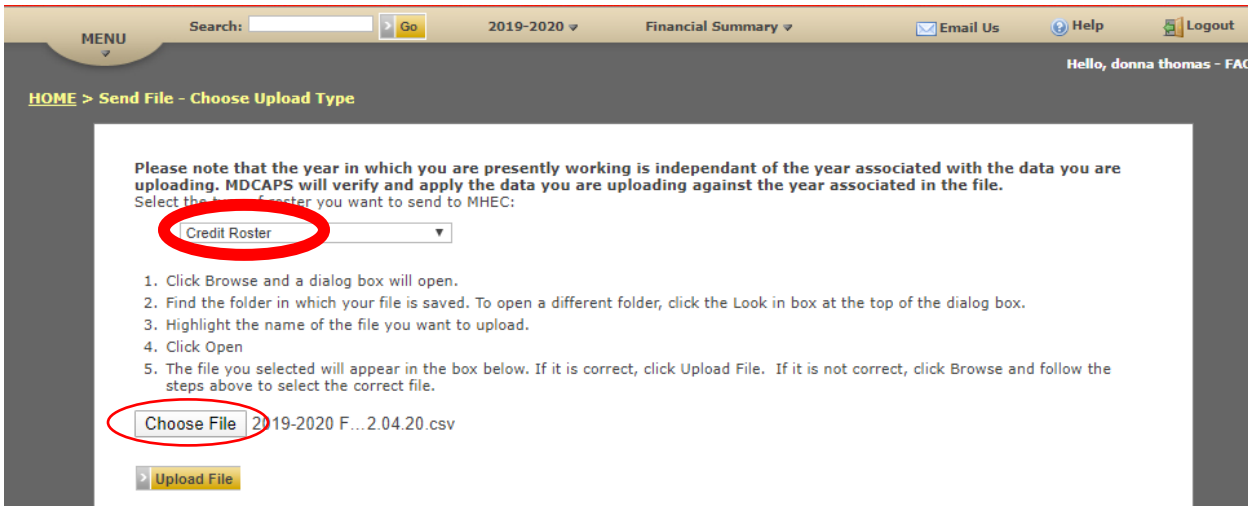 MENU
Search:
Go
2019-2020
Financial Summary
Email Us
Help
Logout
Hello, donna thomas - FAC
HOME > Send File - Choose Upload Type
Please note that the year in which you are presently working is independant of the year associated with the data you are
uploading. MDCAPS will verify and apply the data you are uploading against the year associated in the file.
Select the type of roster you want to send to MHEC:
Credit Roster
1. Click Browse and a dialog box will open.
2. Find the folder in which your file is saved. To open a different folder, click the Look in box at the top of the dialog box.
3. Highlight the name of the file you want to upload.
4. Click Open
5. The file you selected will appear in the box below. If it is correct, click Upload File. If it is not correct, click Browse and follow the
steps above to select the correct file.
Choose File 2019-2020 F...2.04.20.csv
Upload File